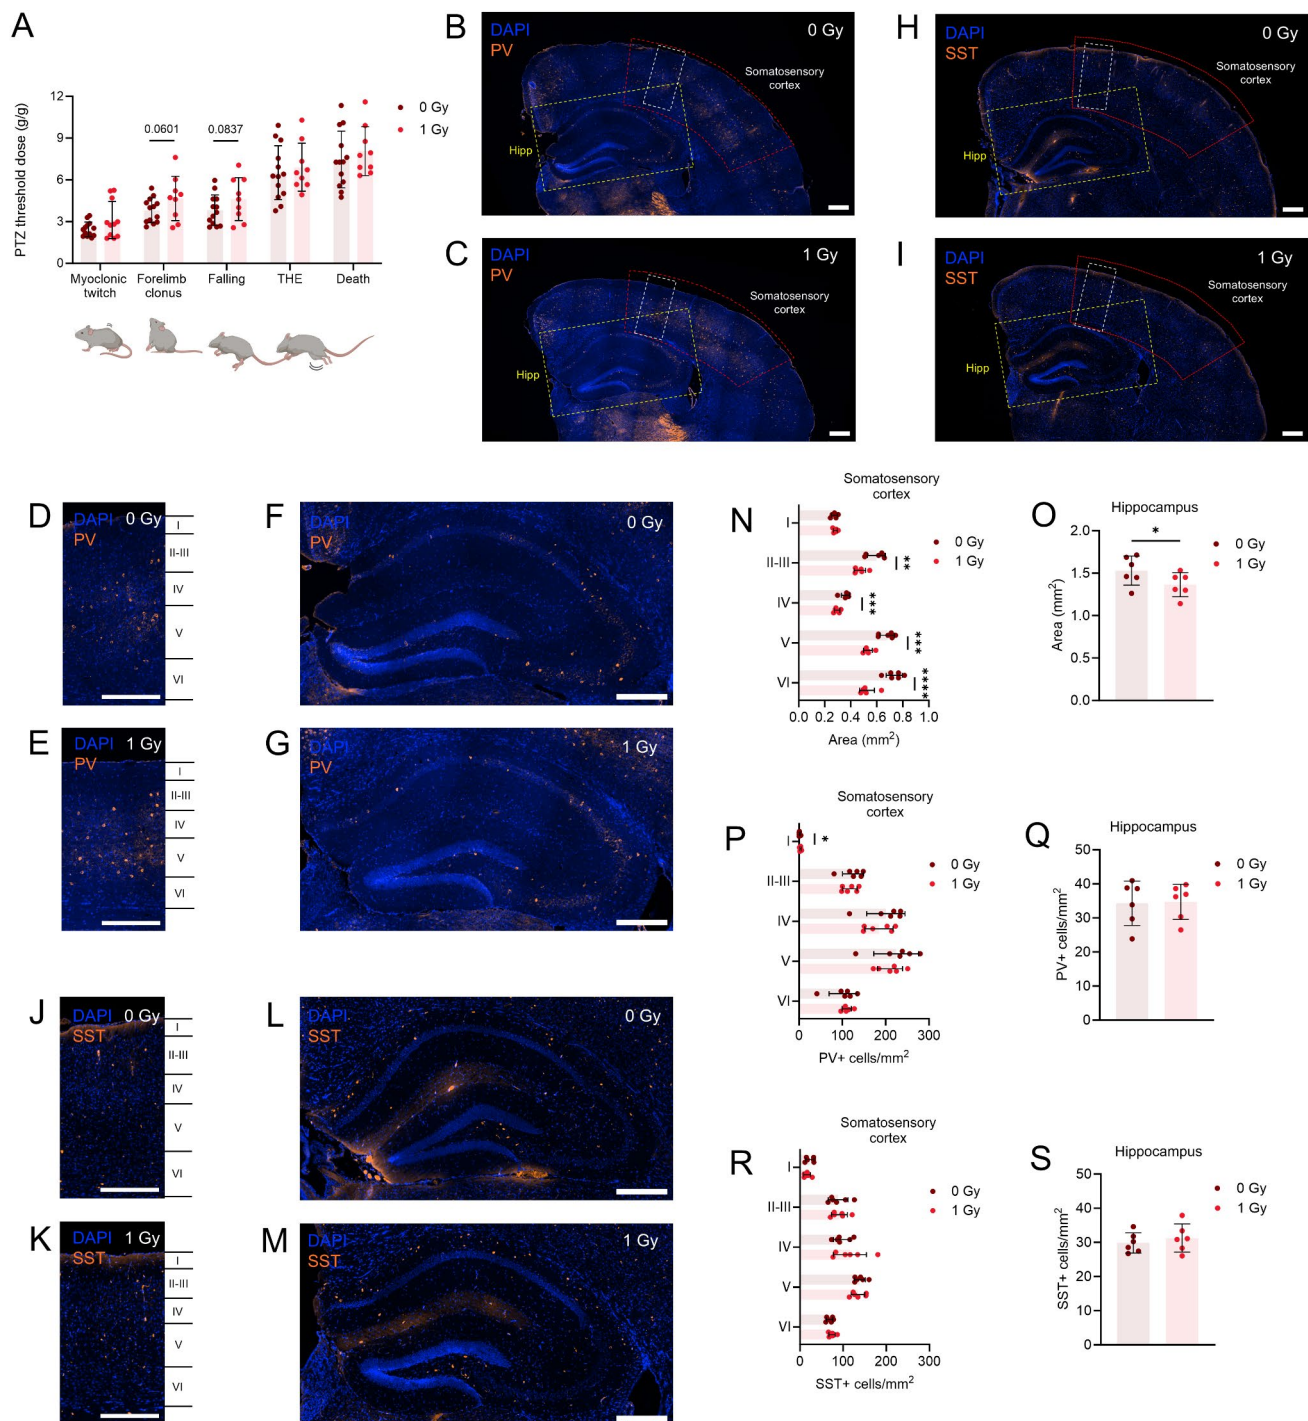 A
PTZ threshold dose (g/g)
12
9
6
3
0
0.0601
0.0837
0 Gy
1 Gy
Myoclonic
twitch
Forelimb
clonus
Falling
THE
Death
B
DAPI
PV
0 Gy
Somatosensory
cortex
Hipp
C
DAPI
PV
1 Gy
Somatosensory
cortex
Hipp
H
DAPI
SST
0 Gy
Somatosensory
cortex
Hipp
I
DAPI
SST
1 Gy
Somatosensory
cortex
Hipp
D
DAPI
PV
0 Gy
I
II-III
IV
V
VI
F
DAPI
PV
0 Gy
E
DAPI
PV
1 Gy
I
II-III
IV
V
VI
G
DAPI
PV
1 Gy
J
DAPI
SST
0 Gy
I
II-III
IV
V
VI
L
DAPI
SST
0 Gy
K
DAPI
SST
1 Gy
I
II-III
IV
V
VI
M
DAPI
SST
1 Gy
N
Somatosensory
cortex
I
II-III
IV
V
VI
0 Gy
1 Gy
**
***
***
****
0.0 0.2 0.4 0.6 0.8 1.0
Area (mm²)
O
Hippocampus
*
0 Gy
1 Gy
Area (mm²)
2.0
1.5
1.0
0.5
0.0
P
Somatosensory
cortex
I
II-III
IV
V
VI
*
0 Gy
1 Gy
0 100 200 300
PV+ cells/mm²
Q
Hippocampus
0 Gy
1 Gy
PV+ cells/mm²
50
40
30
20
10
0
R
Somatosensory
cortex
I
II-III
IV
V
VI
0 Gy
1 Gy
0 100 200 300
SST+ cells/mm²
S
Hippocampus
0 Gy
1 Gy
SST+ cells/mm²
50
40
30
20
10
0